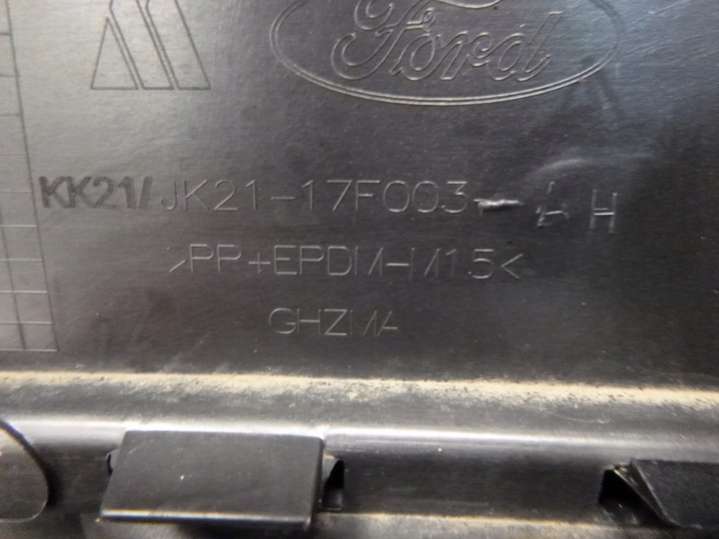 Ford
KK21/JK21-17F003- H
>PP+EPDM-M15<
GHZMA